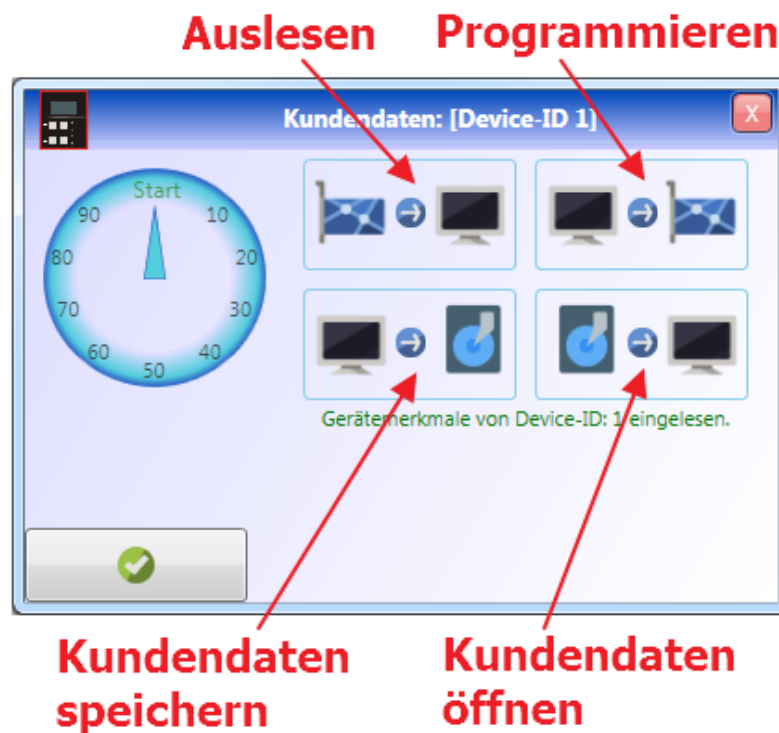 Auslesen
Programmieren
Kundendaten: [Device-ID 1]
X
Start
90
10
80
20
70
30
60
40
50
Gerätemerkmale von Device-ID: 1 eingelesen.
Kundendaten
speichern
Kundendaten
öffnen